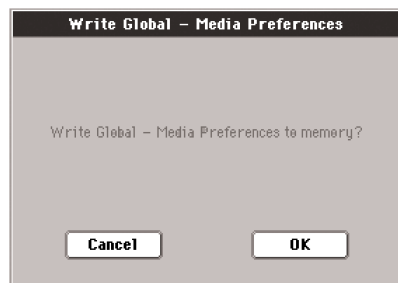 Write Global – Media Preferences
Write Global – Media Preferences to memory?
Cancel
OK